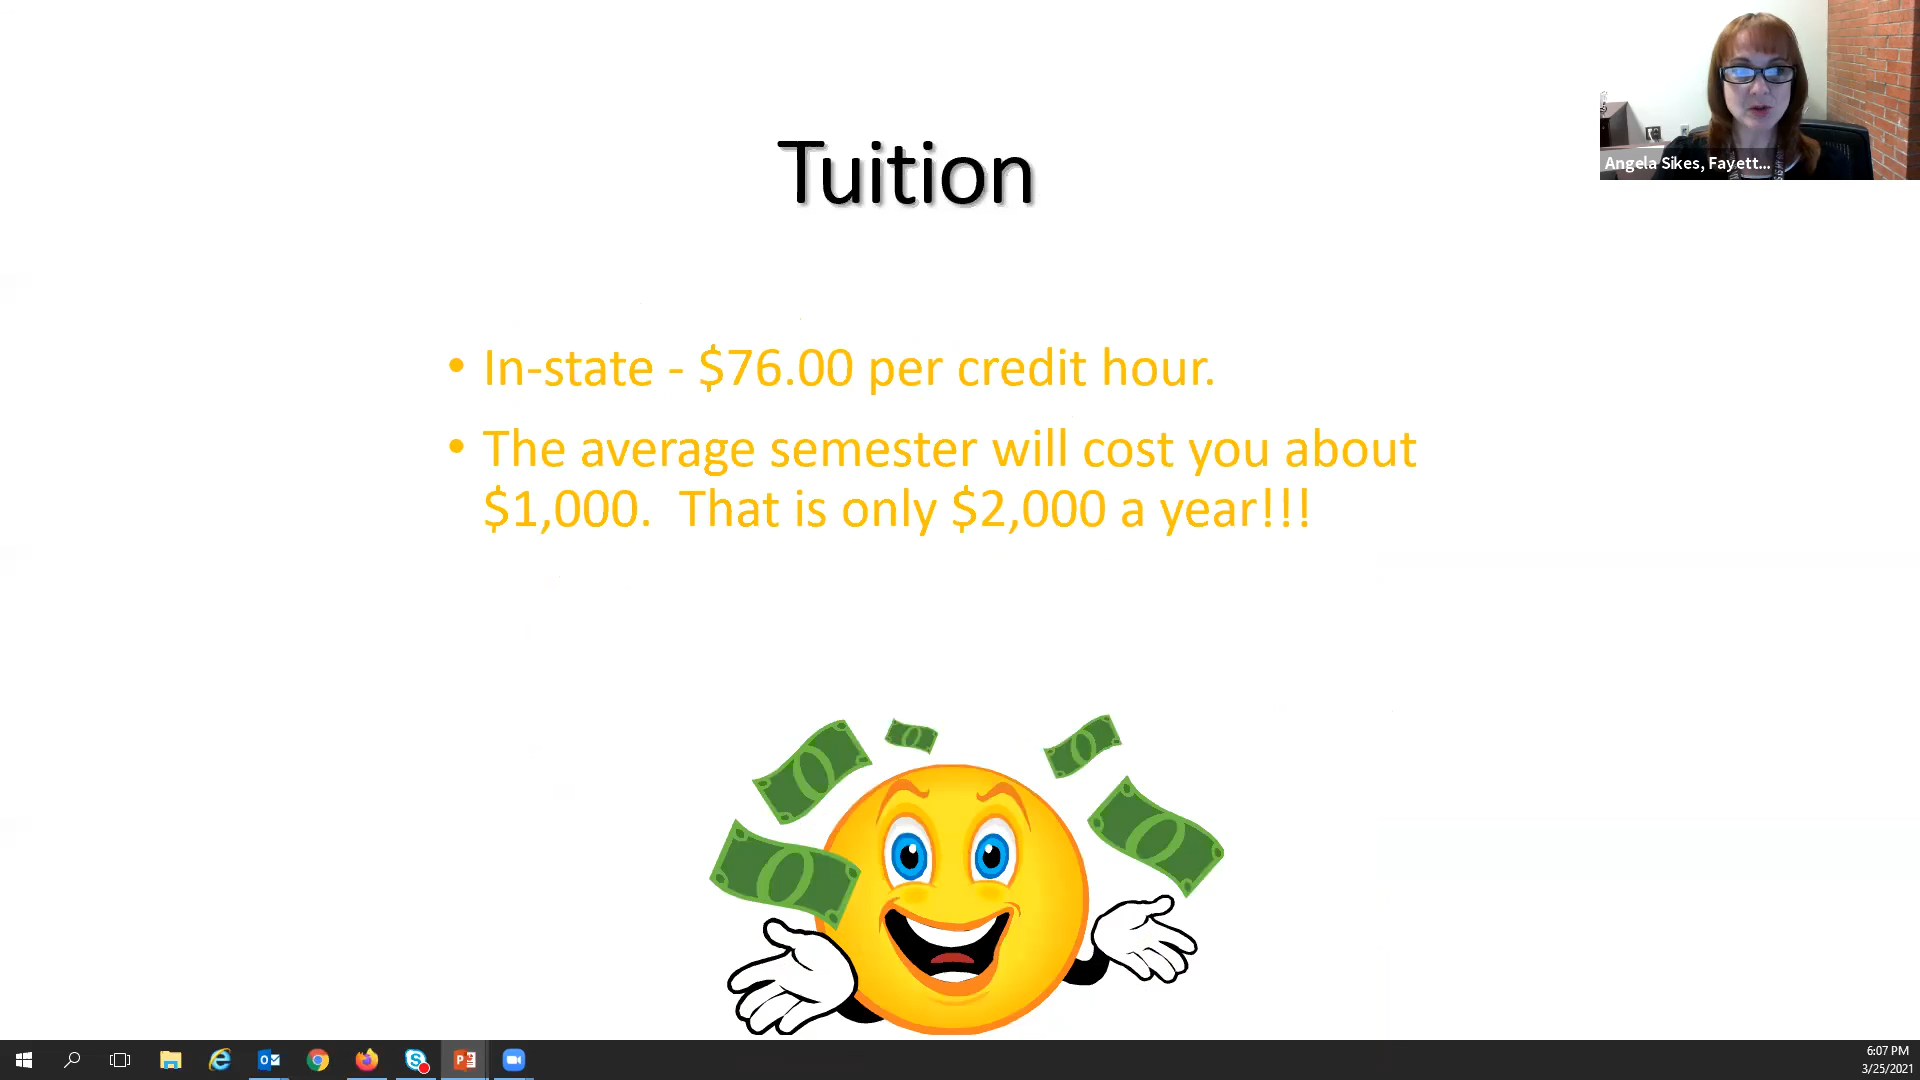 Angela Sikes, Fayett...
Tuition
• In-state - $76.00 per credit hour.
• The average semester will cost you about
$1,000.  That is only $2,000 a year!!!
6:07 PM
3/25/2021